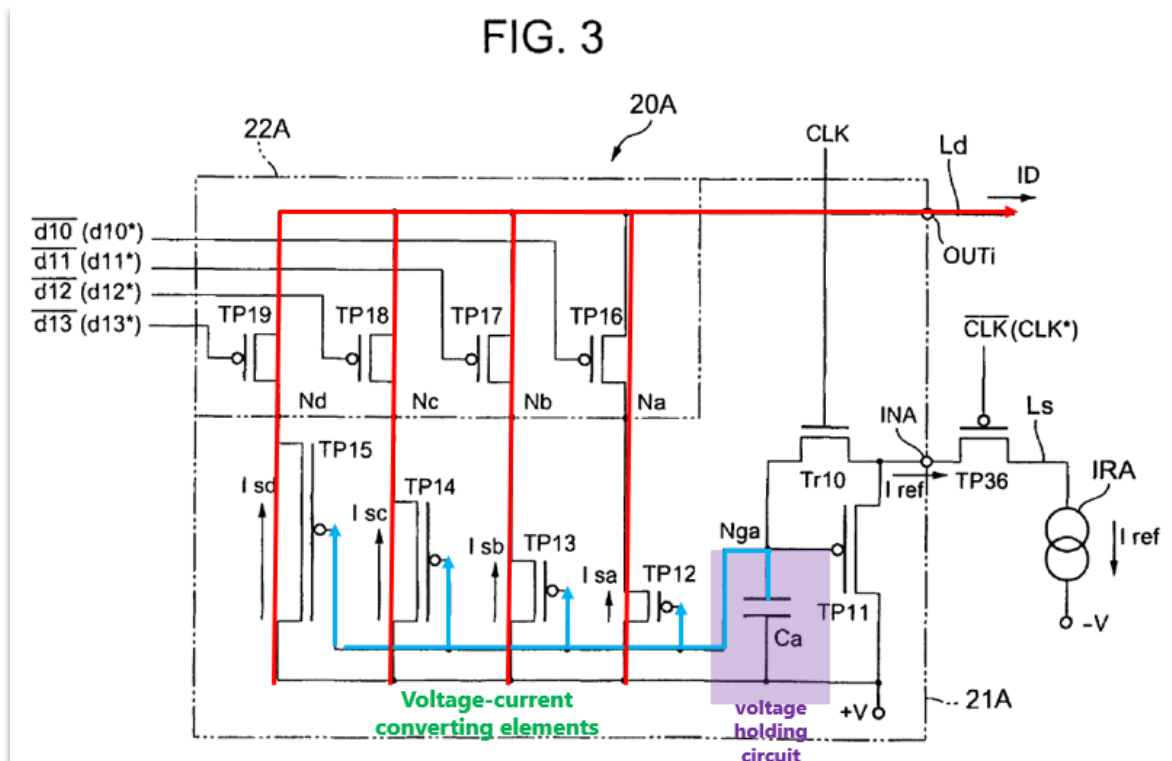 FIG. 3
22A
20A
CLK
Ld
ID
OUTi
d10 (d10*)
d11 (d11*)
d12 (d12*)
d13 (d13*)
TP19
TP18
TP17
TP16
CLK(CLK*)
Nd
Nc
Nb
Na
INA
Ls
TP15
TP14
TP13
TP12
Tr10
I ref
TP36
IRA
I sd
I sc
I sb
I sa
Nga
I ref
TP11
Ca
-V
Voltage-current
converting elements
voltage
holding
circuit
+V
21A